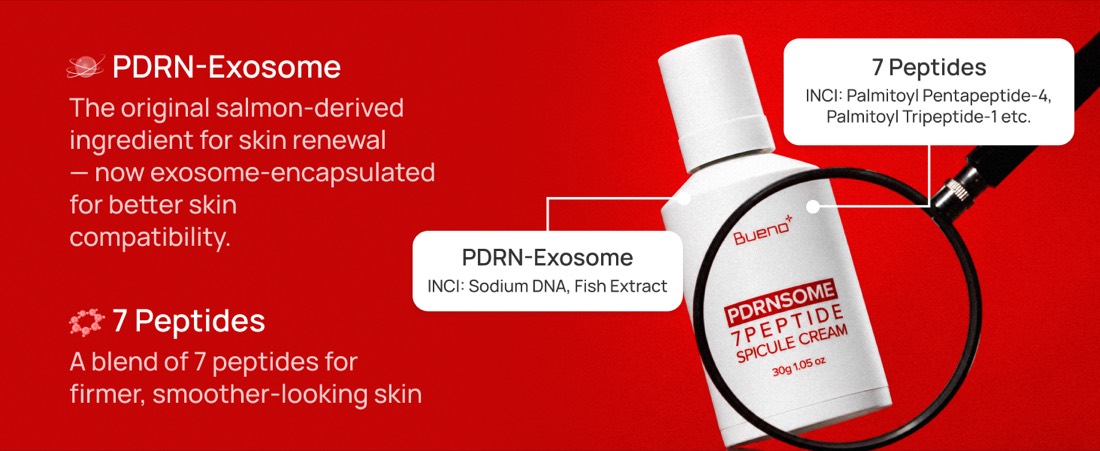 PDRN-Exosome
The original salmon-derived
ingredient for skin renewal
— now exosome-encapsulated
for better skin
compatibility.
7 Peptides
A blend of 7 peptides for
firmer, smoother-looking skin
PDRN-Exosome
INCI: Sodium DNA, Fish Extract
7 Peptides
INCI: Palmitoyl Pentapeptide-4,
Palmitoyl Tripeptide-1 etc.
Bueno+
PDRNSOME
7PEPTIDE
SPICULE CREAM
30g 1.05 oz